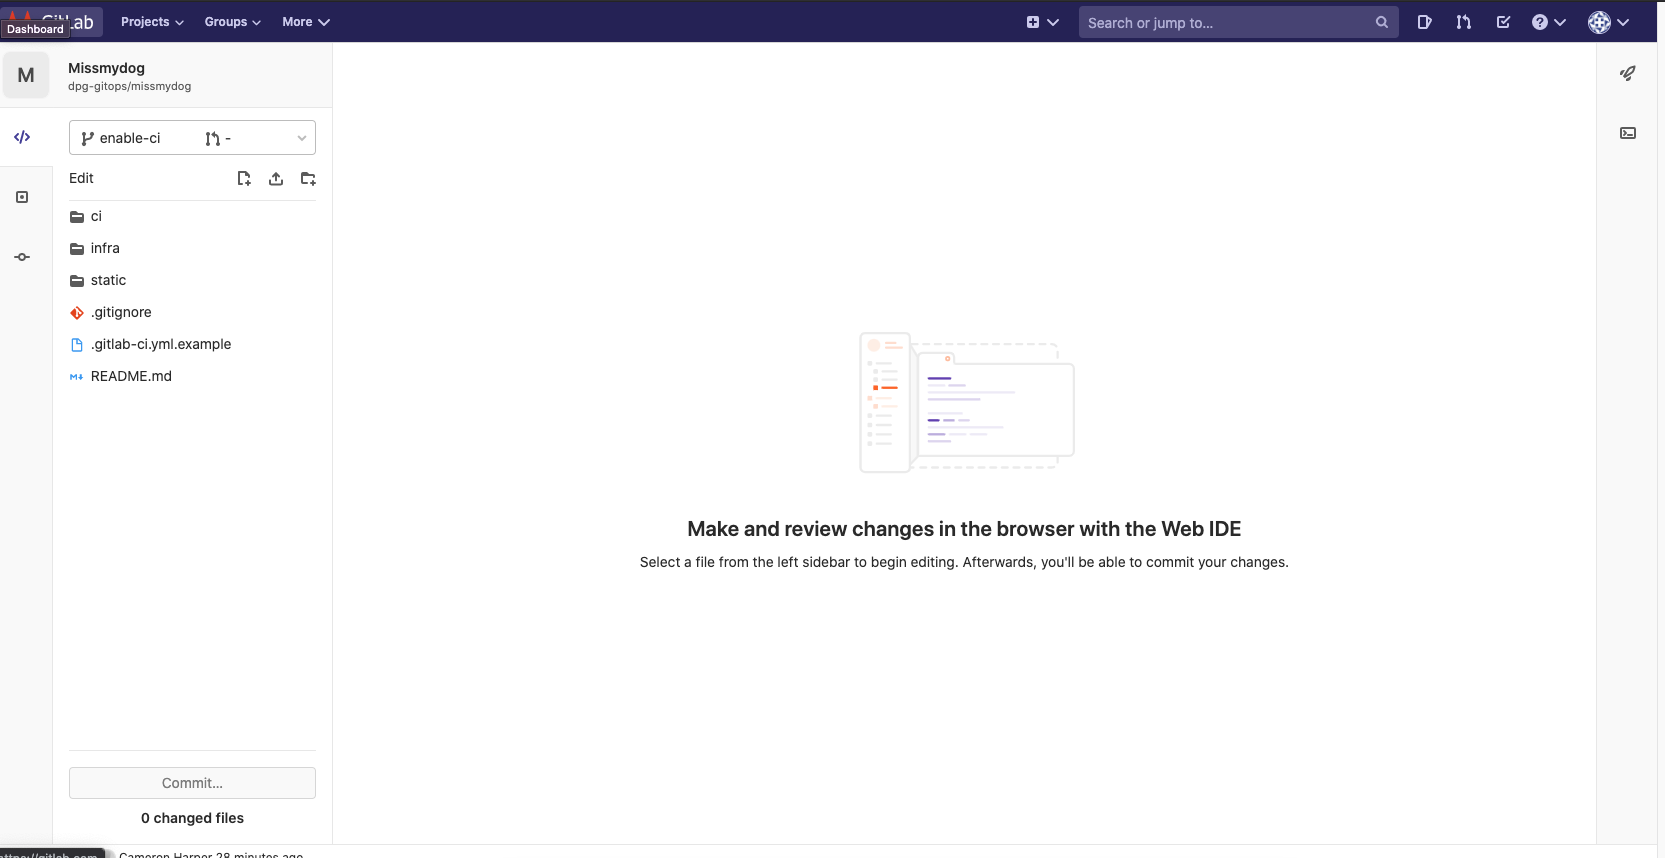 GitLab
Dashboard
Projects
Groups
More
Search or jump to...
M
Missmydog
dpg-gitops/missmydog
enable-ci
-
Edit
ci
infra
static
.gitignore
.gitlab-ci.yml.example
M↓ README.md
Make and review changes in the browser with the Web IDE
Select a file from the left sidebar to begin editing. Afterwards, you'll be able to commit your changes.
Commit...
0 changed files
https://gitlab.com
Cameron Harper 28 minutes ago